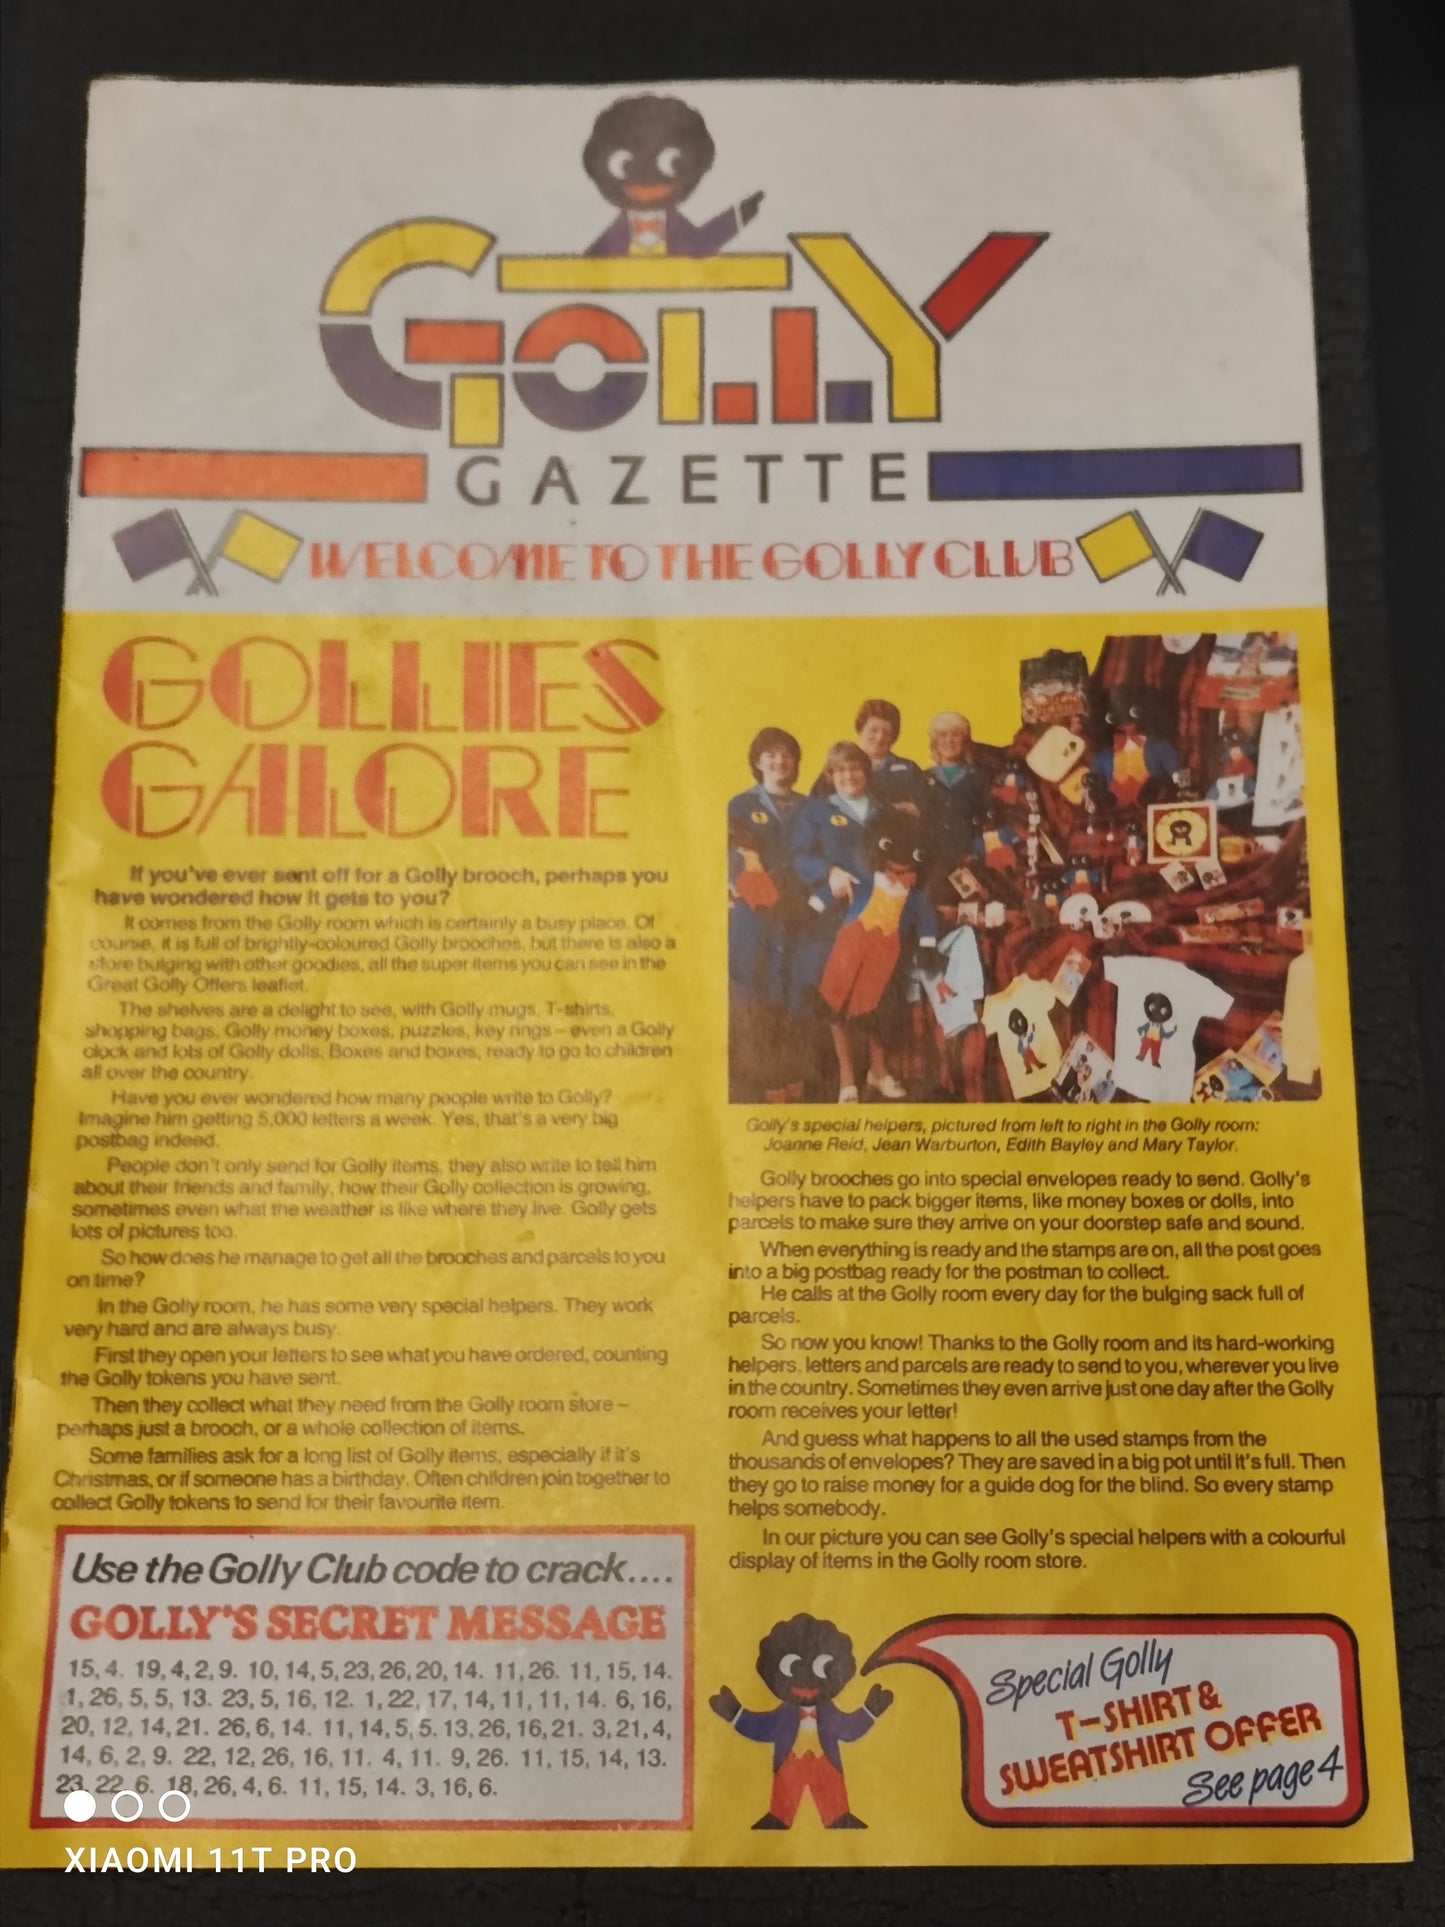 GOLLY
GAZETTE
WELCOME TO THE GOLLY CLUB
GOLLIES
GALORE
If you've ever sent off for a Golly brooch, perhaps you
have wondered how it gets to you?
It comes from the Golly room which is certainly a busy place. Of
course, it is full of brightly-coloured Golly brooches, but there is also a
store bulging with other goodies, all the super items you can see in the
Great Golly Offers leaflet.
The shelves are a delight to see, with Golly mugs, T-shirts,
shopping bags, Golly money boxes, puzzles, key rings – even a Golly
clock and lots of Golly dolls. Boxes and boxes, ready to go to children
all over the country.
Have you ever wondered how many people write to Golly?
Imagine him getting 5,000 letters a week. Yes, that's a very big
postbag indeed.
People don't only send for Golly items, they also write to tell him
about their friends and family, how their Golly collection is growing,
sometimes even what the weather is like where they live. Golly gets
lots of pictures too.
So how does he manage to get all the brooches and parcels to you
on time?
In the Golly room, he has some very special helpers. They work
very hard and are always busy.
First they open your letters to see what you have ordered, counting
the Golly tokens you have sent.
Then they collect what they need from the Golly room store –
perhaps just a brooch, or a whole collection of items.
Some families ask for a long list of Golly items, especially if it's
Christmas, or if someone has a birthday. Often children join together to
collect Golly tokens to send for their favourite item.
Use the Golly Club code to crack....
GOLLY'S SECRET MESSAGE
15, 4. 19, 4, 2, 9. 10, 14, 5, 23, 26, 20, 14. 11, 26. 11, 15, 14.
1, 26, 5, 5, 13. 23, 5, 16, 12. 1, 22, 17, 14, 11, 11, 14. 6, 16,
20, 12, 14, 21. 26, 6, 14. 11, 14, 5, 5. 13, 26, 16, 21. 3, 21, 4,
14, 6, 2, 9. 22, 12, 26, 16, 11. 4, 11. 9, 26. 11, 15, 14, 13.
23, 22, 6. 18, 26, 4, 6. 11, 15, 14. 3, 16, 6.
Golly's special helpers, pictured from left to right in the Golly room:
Joanne Reid, Jean Warburton, Edith Bayley and Mary Taylor.
Golly brooches go into special envelopes ready to send. Golly's
helpers have to pack bigger items, like money boxes or dolls, into
parcels to make sure they arrive on your doorstep safe and sound.
When everything is ready and the stamps are on, all the post goes
into a big postbag ready for the postman to collect.
He calls at the Golly room every day for the bulging sack full of
parcels.
So now you know! Thanks to the Golly room and its hard-working
helpers, letters and parcels are ready to send to you, wherever you live
in the country. Sometimes they even arrive just one day after the Golly
room receives your letter!
And guess what happens to all the used stamps from the
thousands of envelopes? They are saved in a big pot until it's full. Then
they go to raise money for a guide dog for the blind. So every stamp
helps somebody.
In our picture you can see Golly's special helpers with a colourful
display of items in the Golly room store.
Special Golly
T-SHIRT &
SWEATSHIRT OFFER
See page 4
XIAOMI 11T PRO